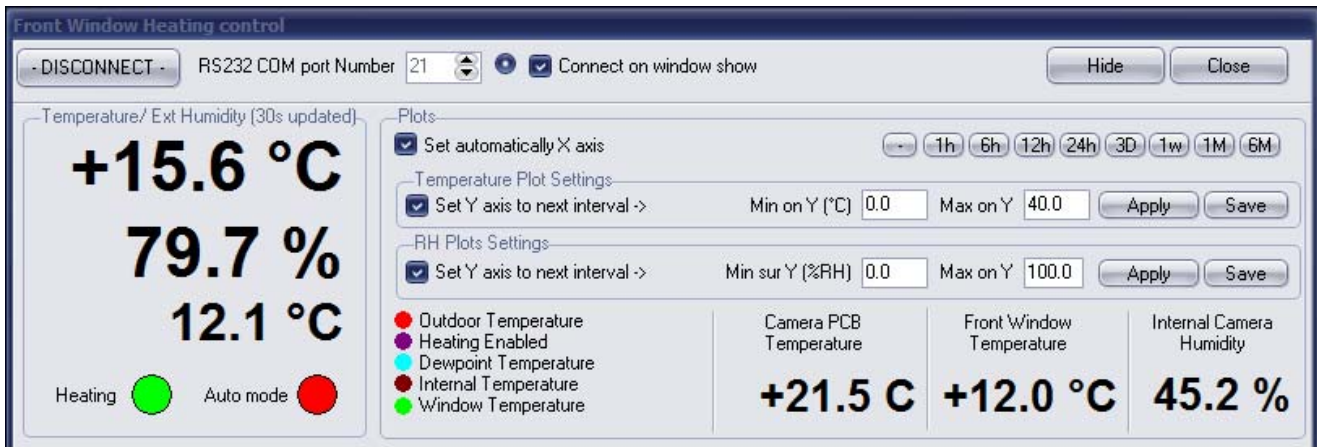 Front Window Heating control
- DISCONNECT - RS232 COM port Number 21 Connect on window show Hide Close
Temperature/ Ext Humidity (30s updated)
+15.6 °C
79.7 %
12.1 °C
Heating Auto mode
Plots
Set automatically X axis - 1h 6h 12h 24h 3D 1w 1M 6M
Temperature Plot Settings
Set Y axis to next interval -> Min on Y (°C) 0.0 Max on Y 40.0 Apply Save
RH Plots Settings
Set Y axis to next interval -> Min sur Y (%RH) 0.0 Max on Y 100.0 Apply Save
Outdoor Temperature
Heating Enabled
Dewpoint Temperature
Internal Temperature
Window Temperature
Camera PCB
Temperature
+21.5 C
Front Window
Temperature
+12.0 °C
Internal Camera
Humidity
45.2 %